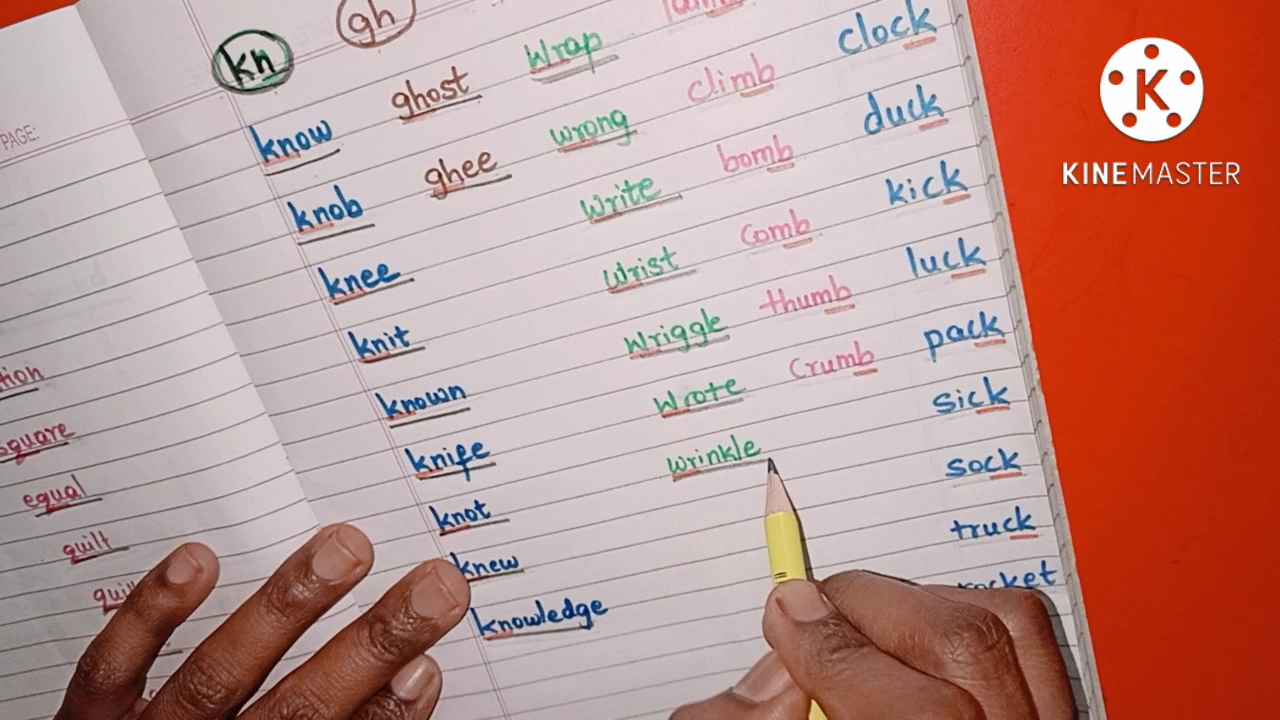 PAGE:
tion
square
equal
quilt
kn
know
knob
knee
knit
known
knife
knot
knew
knowledge
gh
ghost
ghee
Wrap
wrong
Write
Wrist
Wriggle
Wrote
Wrinkle
climb
bomb
Comb
thumb
Crumb
clock
duck
kick
luck
pack
sick
sock
truck
KINEMASTER